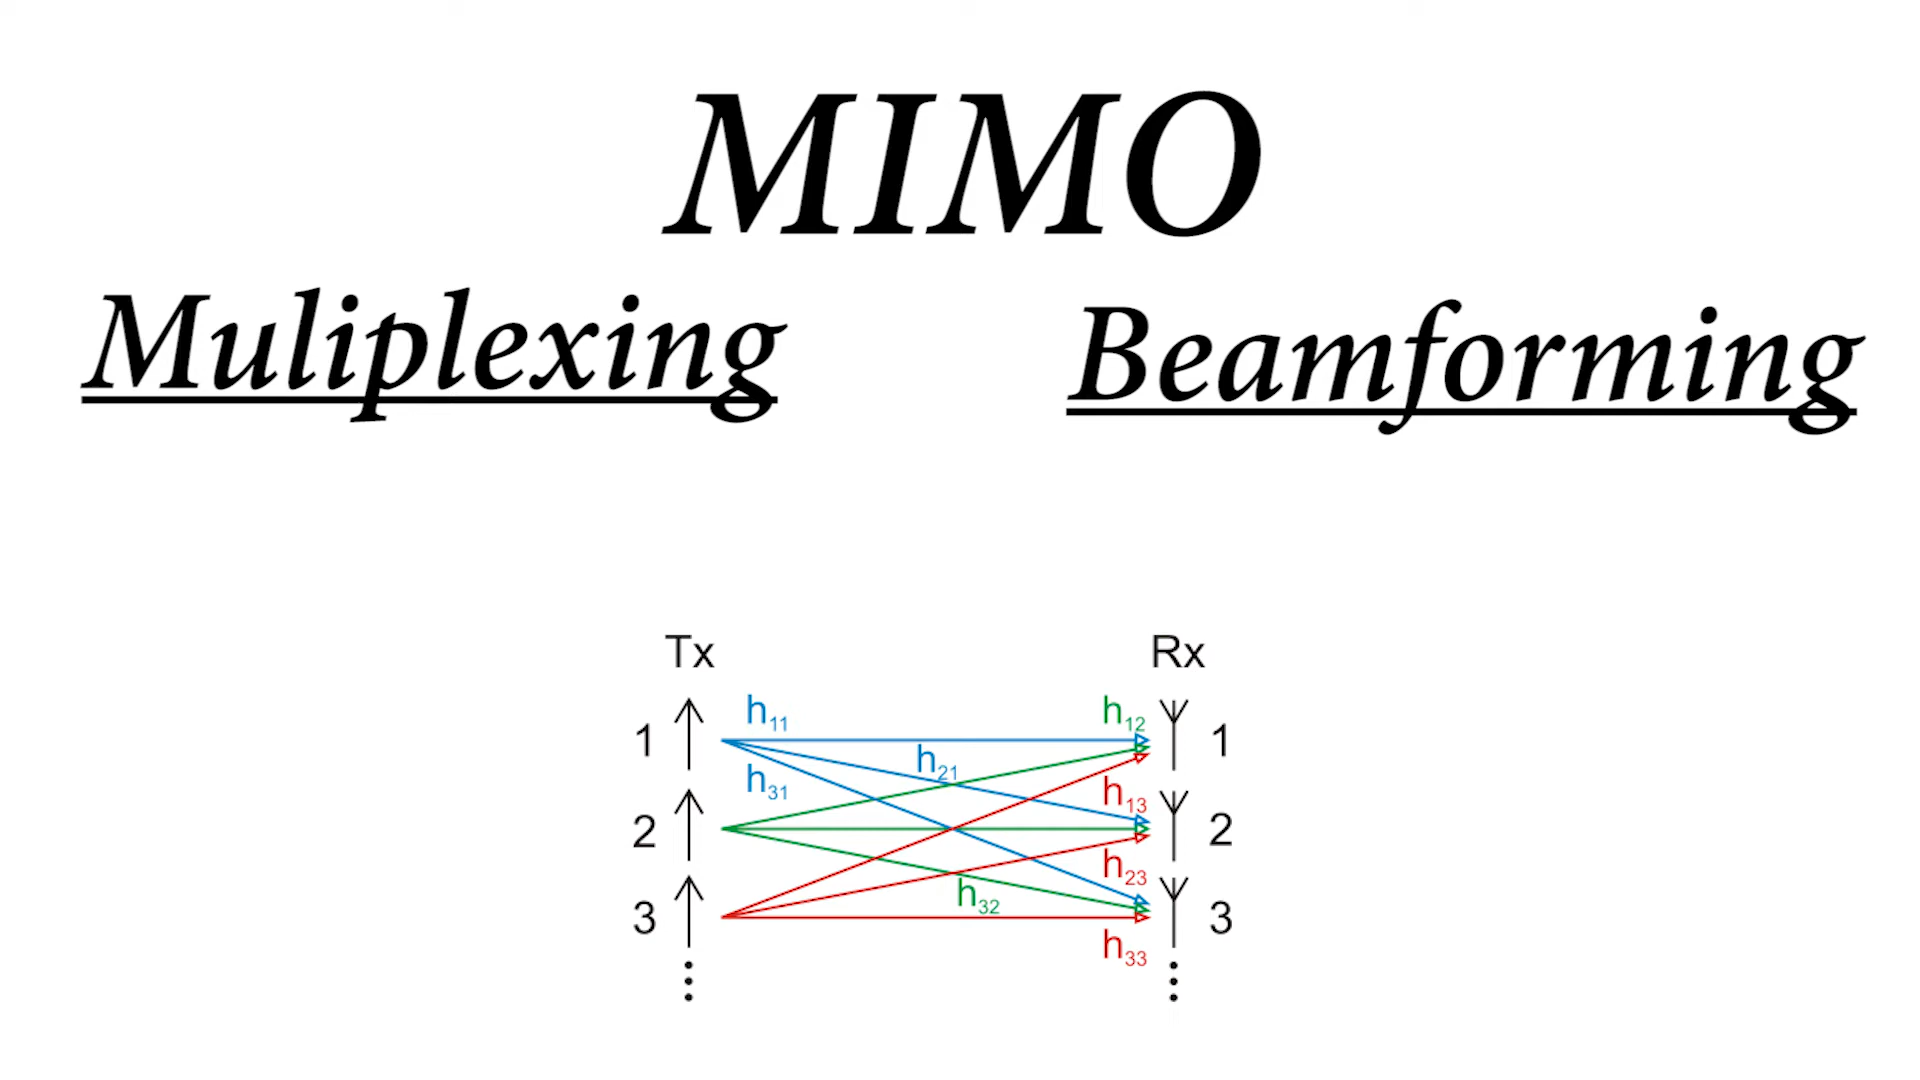 MIMO
Muliplexing Beamforming
Tx Rx
h11 h12
1 1
h21
h31
h13
2 2
h23
h32
3 3
h33